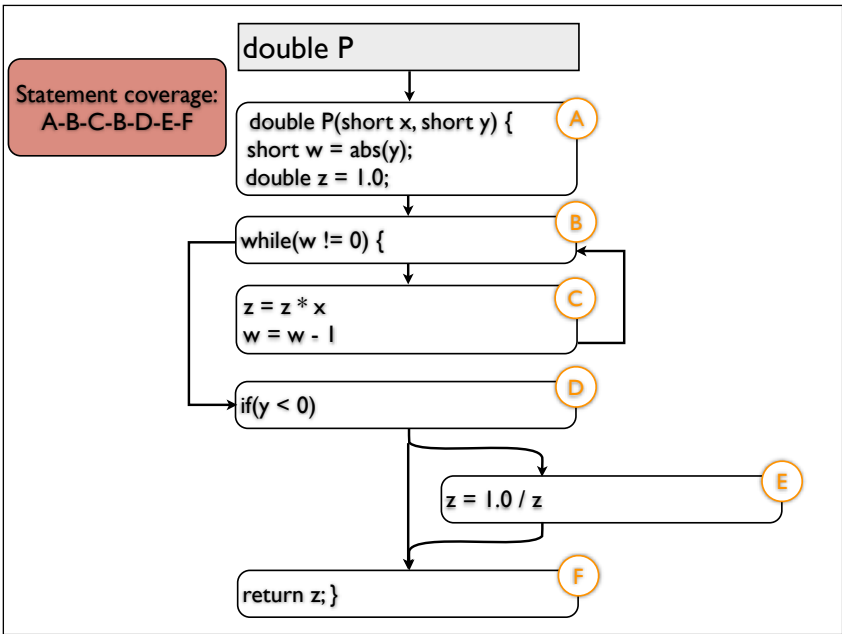 double P
Statement coverage:
A-B-C-B-D-E-F
A
double P(short x, short y) {
short w = abs(y);
double z = 1.0;
B
while(w != 0) {
C
z = z * x
w = w - 1
D
if(y < 0)
E
z = 1.0 / z
F
return z; }